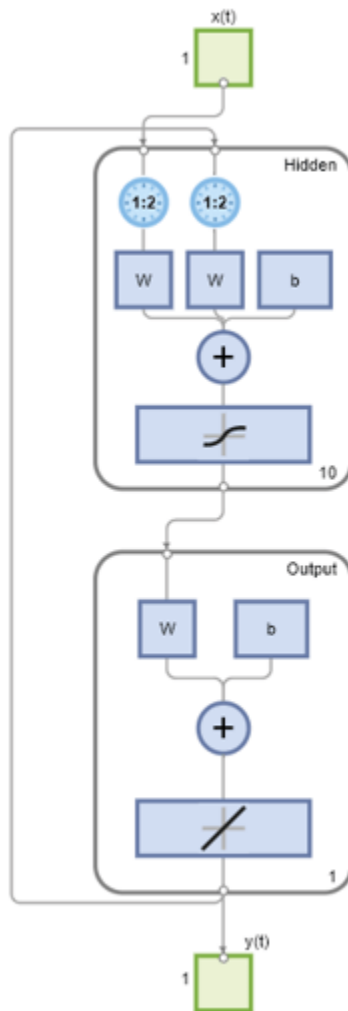 x(t)
1
Hidden
1:2 1:2
W W b
+
10
Output
W b
+
1
y(t)
1